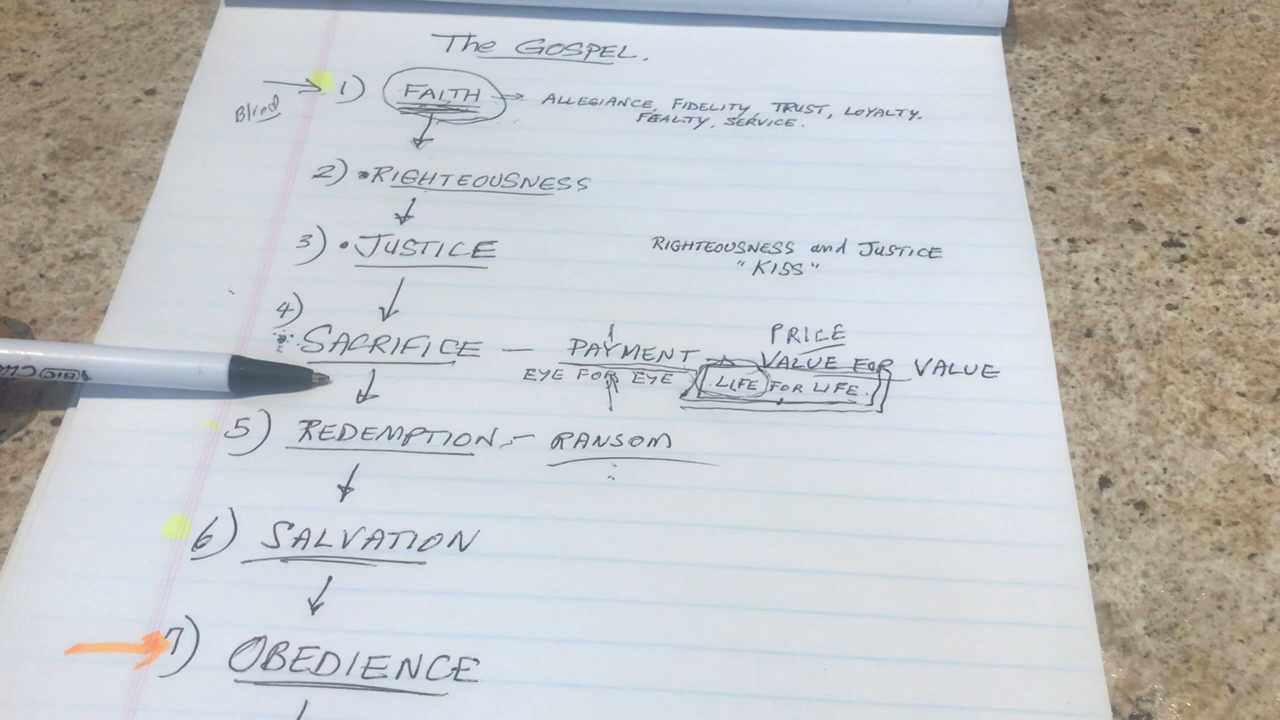 The GOSPEL.
1) FAITH → ALLEGIANCE, FIDELITY, TRUST, LOYALTY.
FEALTY, SERVICE.
Blind
2) •RIGHTEOUSNESS
3) •JUSTICE
RIGHTEOUSNESS and JUSTICE
"KISS"
4)
SACRIFICE — PAYMENT
PRICE
VALUE FOR VALUE
EYE FOR EYE
LIFE FOR LIFE.
5) REDEMPTION – RANSOM
6) SALVATION
7) OBEDIENCE
BIC